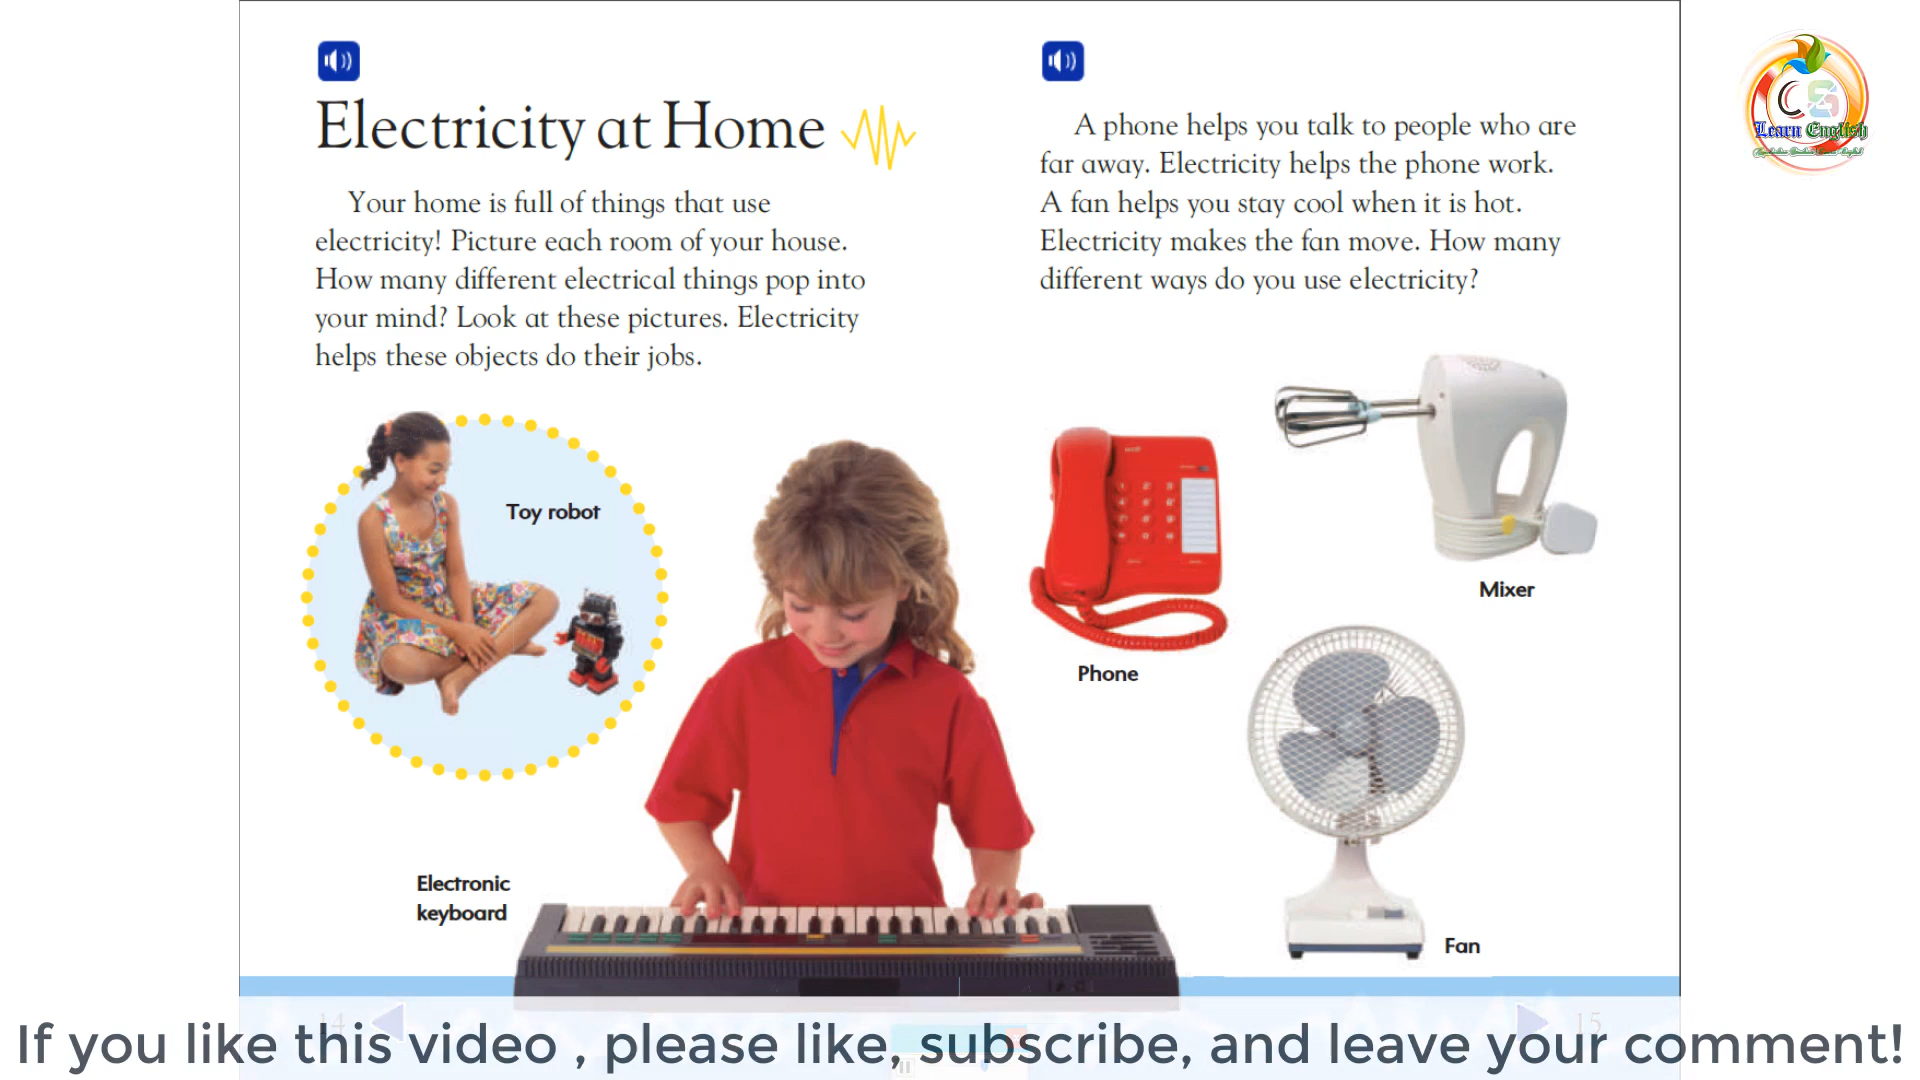 Electricity at Home
Your home is full of things that use
electricity! Picture each room of your house.
How many different electrical things pop into
your mind? Look at these pictures. Electricity
helps these objects do their jobs.
Toy robot
Electronic
keyboard
A phone helps you talk to people who are
far away. Electricity helps the phone work.
A fan helps you stay cool when it is hot.
Electricity makes the fan move. How many
different ways do you use electricity?
Phone
Mixer
Fan
14
15
CS
Learn English
If you like this video , please like, subscribe, and leave your comment!